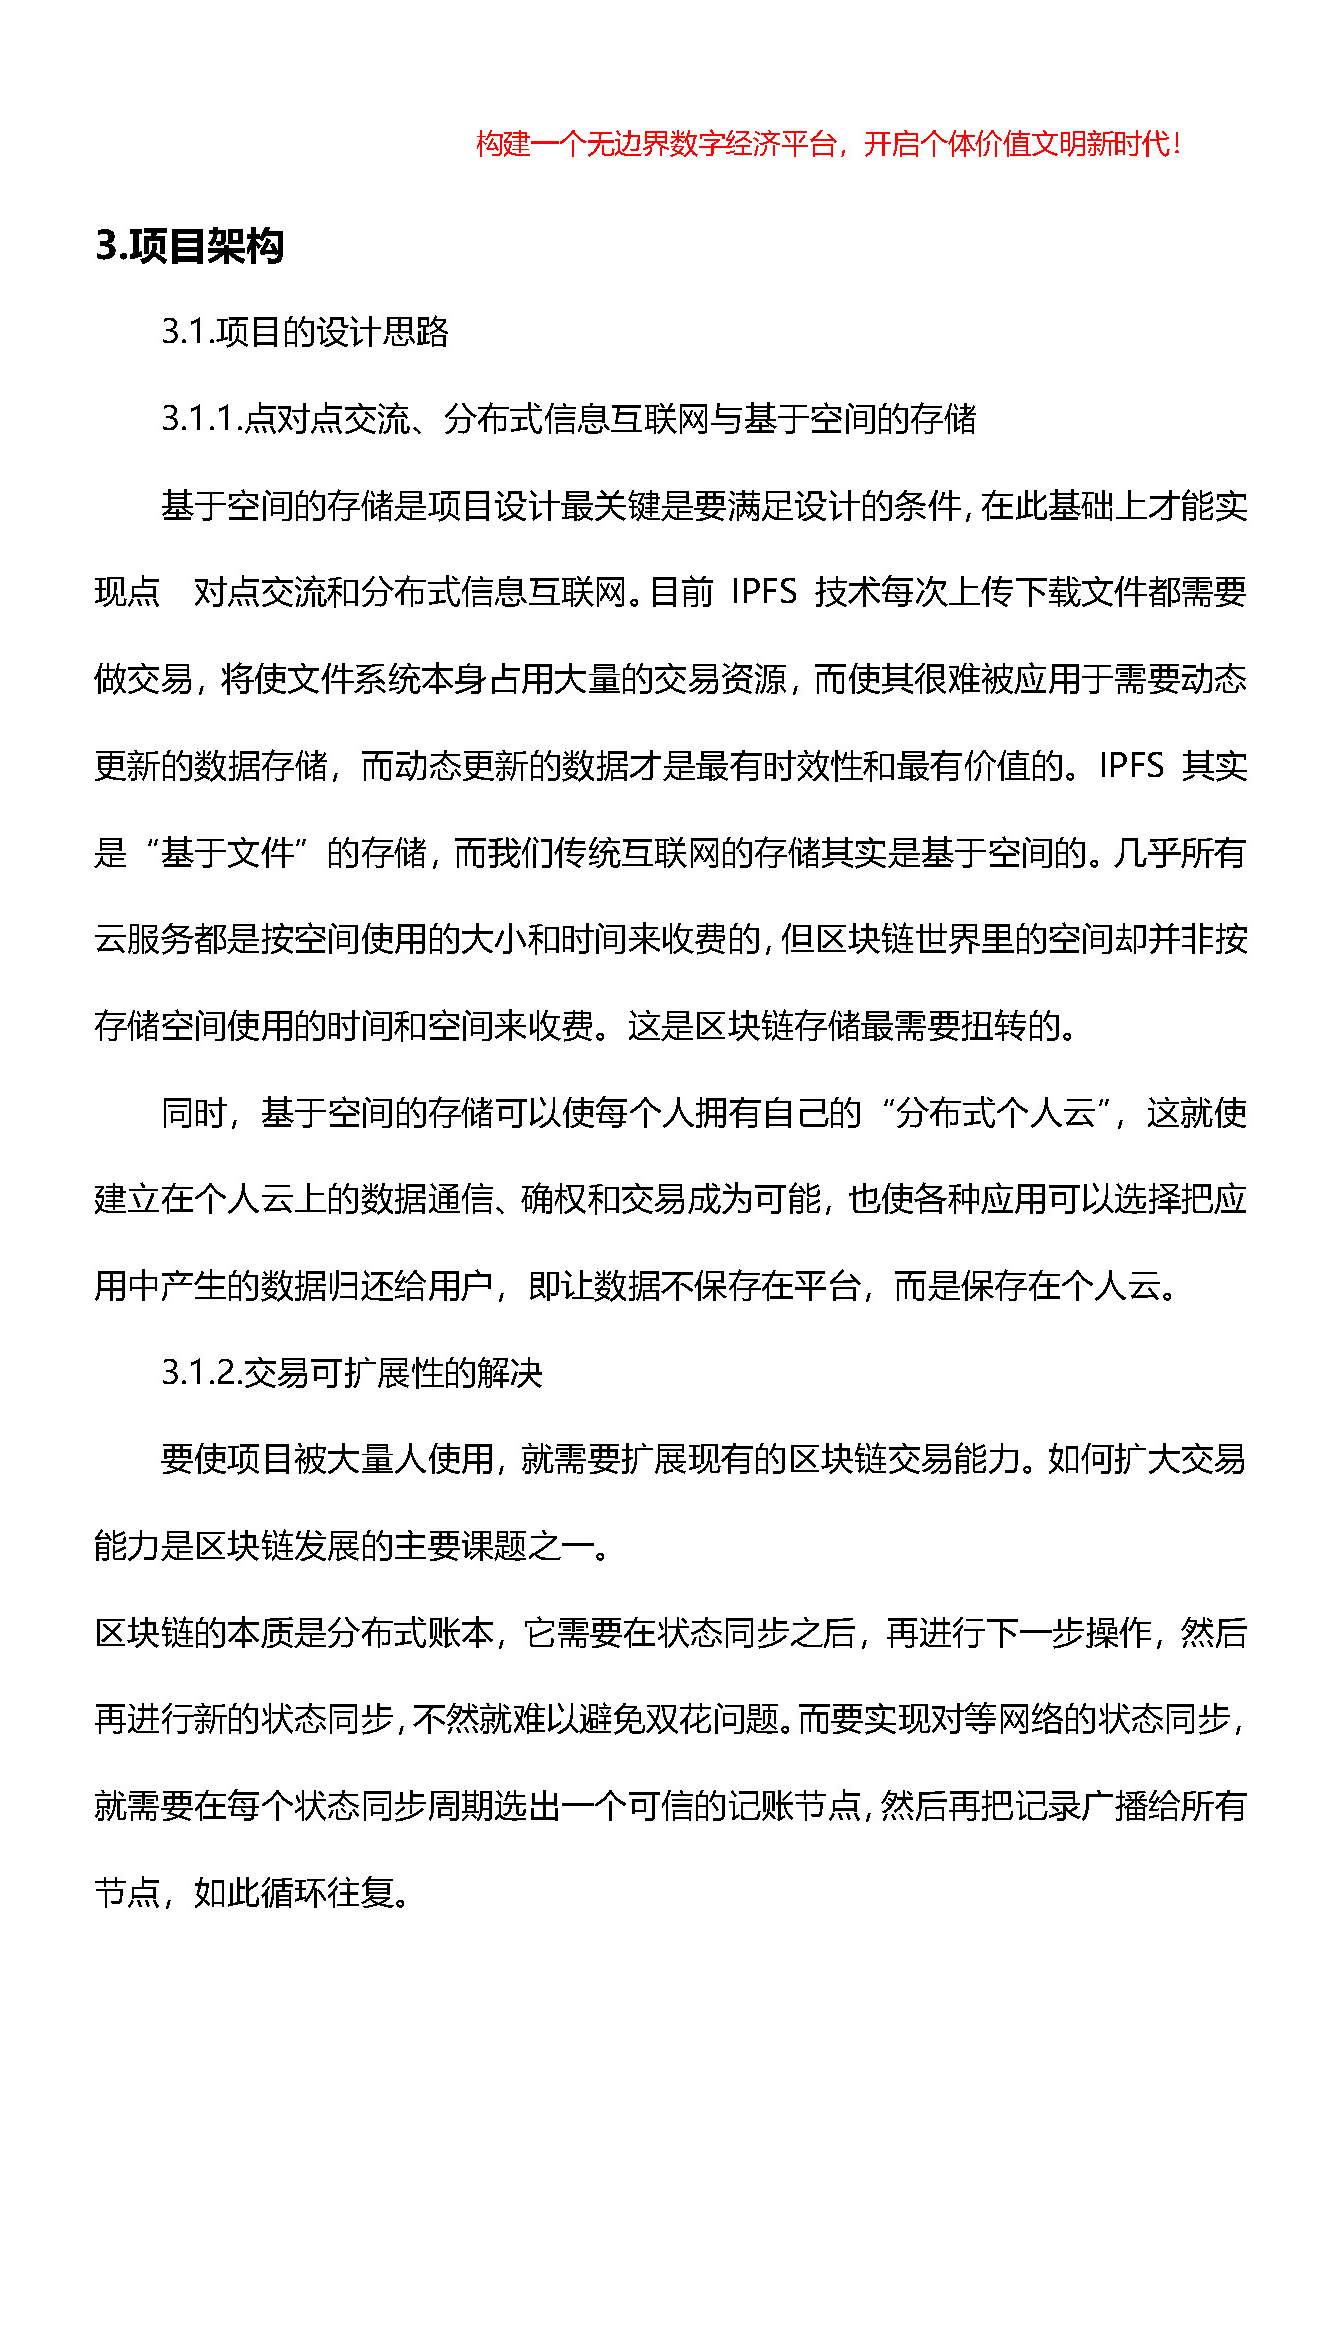 构建一个无边界数字经济平台，开启个体价值文明新时代！
3.项目架构
3.1.项目的设计思路
3.1.1.点对点交流、分布式信息互联网与基于空间的存储
基于空间的存储是项目设计最关键是要满足设计的条件，在此基础上才能实
现点　对点交流和分布式信息互联网。目前 IPFS 技术每次上传下载文件都需要
做交易，将使文件系统本身占用大量的交易资源，而使其很难被应用于需要动态
更新的数据存储，而动态更新的数据才是最有时效性和最有价值的。IPFS 其实
是“基于文件”的存储，而我们传统互联网的存储其实是基于空间的。几乎所有
云服务都是按空间使用的大小和时间来收费的，但区块链世界里的空间却并非按
存储空间使用的时间和空间来收费。这是区块链存储最需要扭转的。
同时，基于空间的存储可以使每个人拥有自己的“分布式个人云”，这就使
建立在个人云上的数据通信、确权和交易成为可能，也使各种应用可以选择把应
用中产生的数据归还给用户，即让数据不保存在平台，而是保存在个人云。
3.1.2.交易可扩展性的解决
要使项目被大量人使用，就需要扩展现有的区块链交易能力。如何扩大交易
能力是区块链发展的主要课题之一。
区块链的本质是分布式账本，它需要在状态同步之后，再进行下一步操作，然后
再进行新的状态同步，不然就难以避免双花问题。而要实现对等网络的状态同步，
就需要在每个状态同步周期选出一个可信的记账节点，然后再把记录广播给所有
节点，如此循环往复。